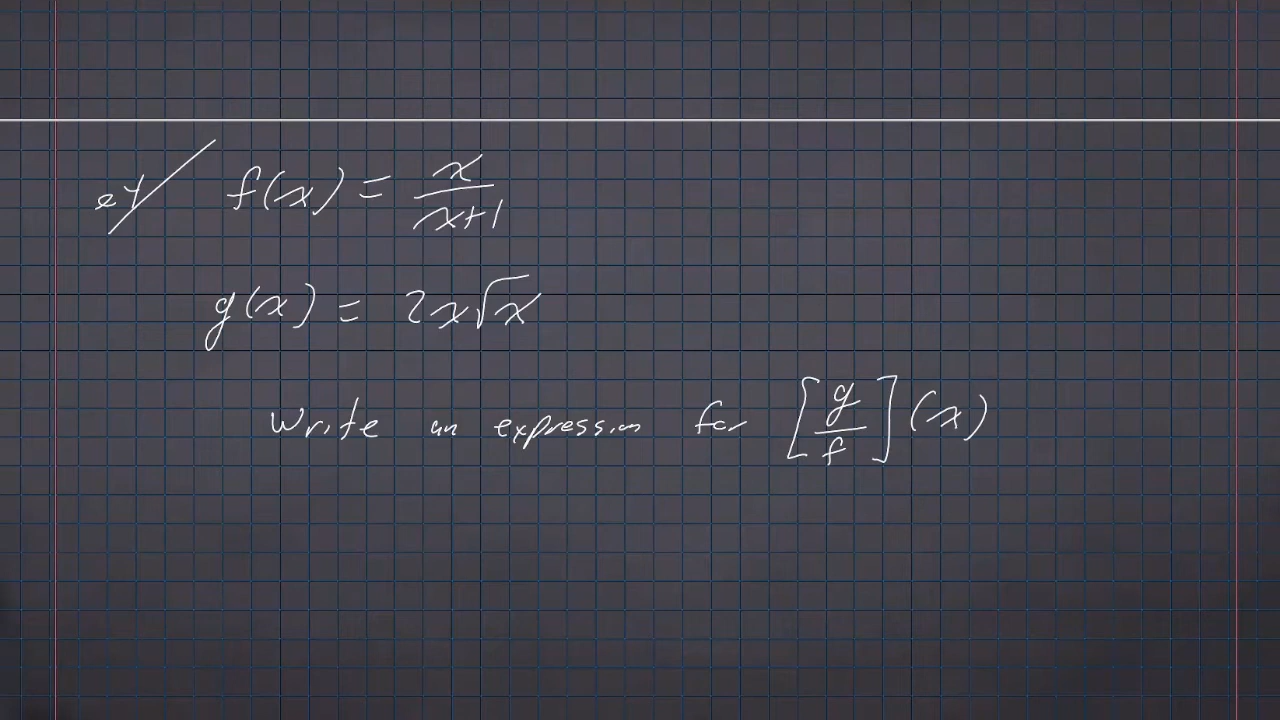 ex/ f(x) = x/(x+1)
g(x) = 2x√x
Write an expression for [g/f](x)